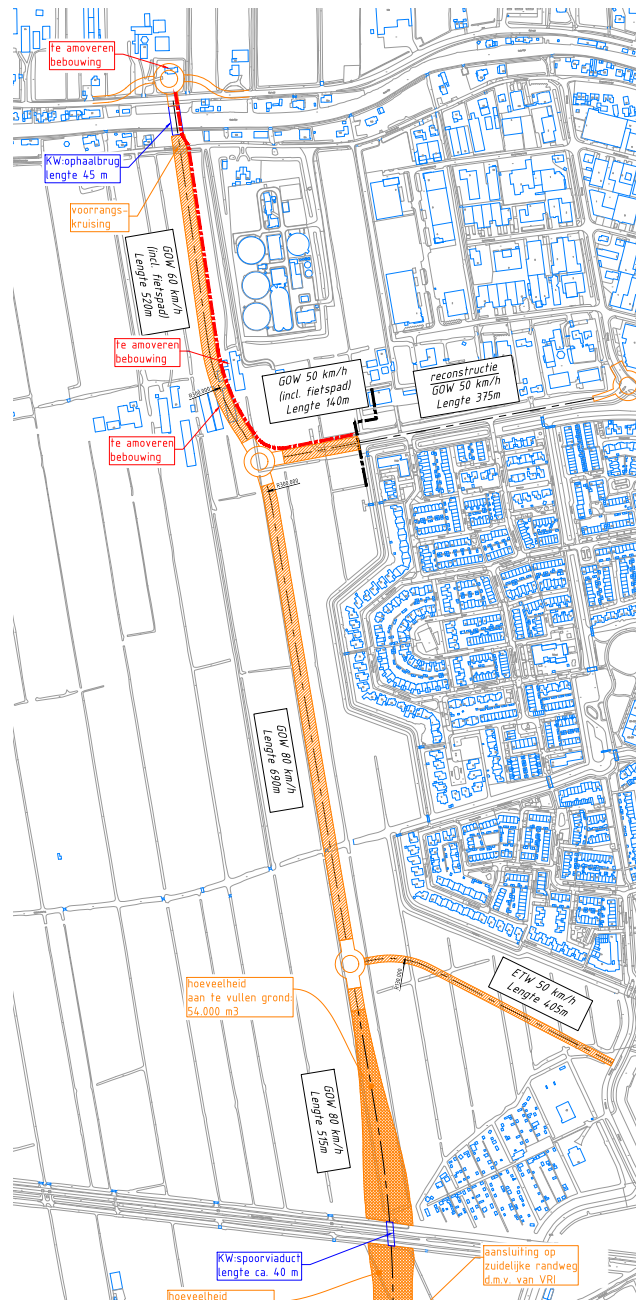 te amoveren
bebouwing
KW:ophaalbrug
lengte 45 m
voorrangs-
kruising
GOW 60 km/h
(incl. fietspad)
Lengte 520m
te amoveren
bebouwing
GOW 50 km/h
(incl. fietspad)
Lengte 140m
reconstructie
GOW 50 km/h
Lengte 375m
te amoveren
bebouwing
GOW 80 km/h
Lengte 690m
ETW 50 km/h
Lengte 405m
hoeveelheid
aan te vullen grond:
54.000 m3
GOW 80 km/h
Lengte 515m
KW:spoorviaduct
lengte ca. 40 m
aansluiting op
zuidelijke randweg
d.m.v. van VRI
hoeveelheid